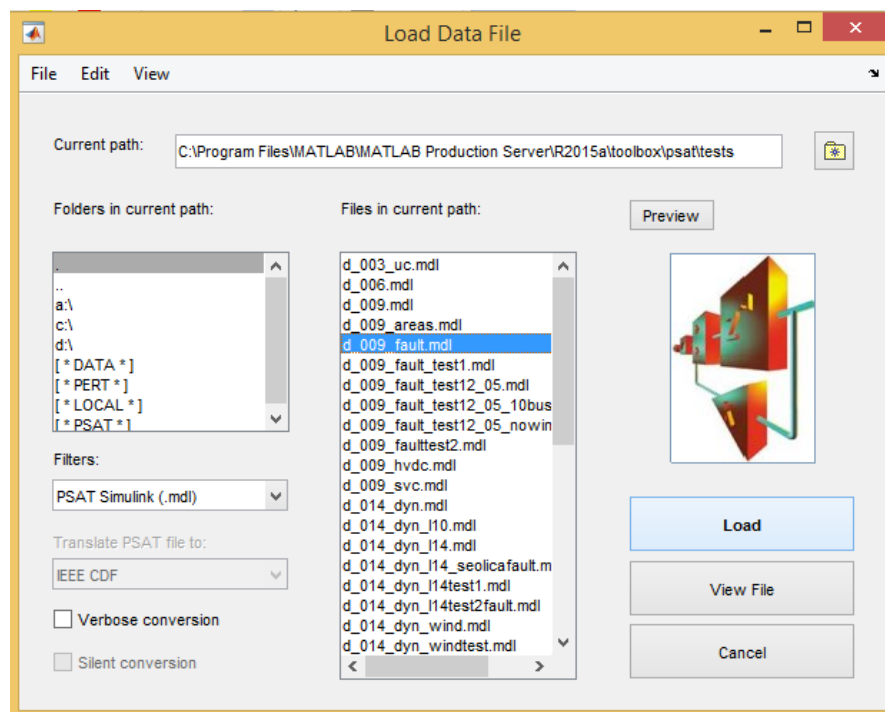 Load Data File
File Edit View
Current path:
C:\Program Files\MATLAB\MATLAB Production Server\R2015a\toolbox\psat\tests
Folders in current path:
.
..
a:\
c:\
d:\
[ * DATA * ]
[ * PERT * ]
[ * LOCAL * ]
[ * PSAT * ]
Filters:
PSAT Simulink (.mdl)
Translate PSAT file to:
IEEE CDF
Verbose conversion
Silent conversion
Files in current path:
d_003_uc.mdl
d_006.mdl
d_009.mdl
d_009_areas.mdl
d_009_fault.mdl
d_009_fault_test1.mdl
d_009_fault_test12_05.mdl
d_009_fault_test12_05_10bus
d_009_fault_test12_05_nowin
d_009_faulttest2.mdl
d_009_hvdc.mdl
d_009_svc.mdl
d_014_dyn.mdl
d_014_dyn_l10.mdl
d_014_dyn_l14.mdl
d_014_dyn_l14_seolicafault.m
d_014_dyn_l14test1.mdl
d_014_dyn_l14test2fault.mdl
d_014_dyn_wind.mdl
d_014_dyn_windtest.mdl
Preview
Load
View File
Cancel